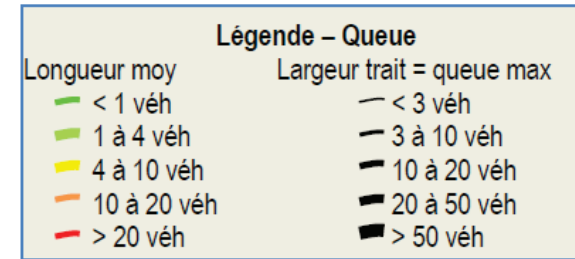 Légende – Queue
Longueur moy Largeur trait = queue max
< 1 véh < 3 véh
1 à 4 véh 3 à 10 véh
4 à 10 véh 10 à 20 véh
10 à 20 véh 20 à 50 véh
> 20 véh > 50 véh